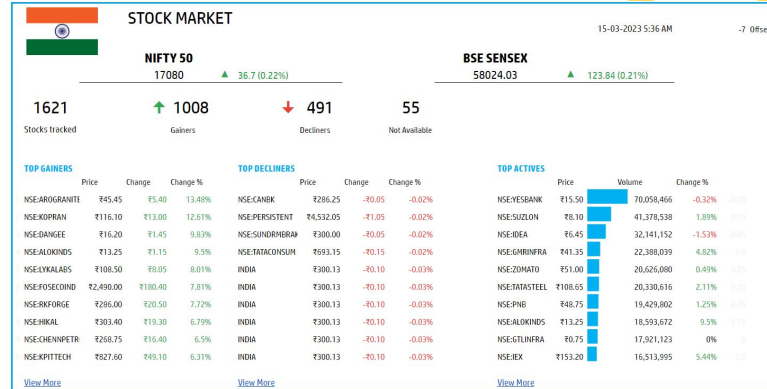 STOCK MARKET
15-03-2023 5:36 AM -7 Offse
NIFTY 50 BSE SENSEX
17080 ▲ 36.7 (0.22%) 58024.03 ▲ 123.84 (0.21%)
1621 1008 491 55
Stocks tracked Gainers Decliners Not Available
TOP GAINERS TOP DECLINERS TOP ACTIVES
Price Change Change % Price Change Change % Price Volume Change %
NSE:AROGRANITE ₹45.45 ₹5.40 13.48% NSE:CANBK ₹286.25 -₹0.05 -0.02% NSE:YESBANK ₹15.50 70,058,466 -0.32%
NSE:KOPRAN ₹116.10 ₹13.00 12.61% NSE:PERSISTENT ₹4,532.05 -₹1.05 -0.02% NSE:SUZLON ₹8.10 41,378,538 1.89%
NSE:DANGEE ₹16.20 ₹1.45 9.83% NSE:SUNDRMBRAK ₹300.00 -₹0.05 -0.02% NSE:IDEA ₹6.45 32,141,152 -1.53%
NSE:ALOKINDS ₹13.25 ₹1.15 9.5% NSE:TATACONSUM ₹693.15 -₹0.15 -0.02% NSE:GMRINFRA ₹41.35 22,388,039 4.82%
NSE:LYKALABS ₹108.50 ₹8.05 8.01% INDIA ₹300.13 -₹0.10 -0.03% NSE:ZOMATO ₹51.00 20,626,080 0.49%
NSE:FOSECOIND ₹2,490.00 ₹180.40 7.81% INDIA ₹300.13 -₹0.10 -0.03% NSE:TATASTEEL ₹108.65 20,330,616 2.11%
NSE:RKFORGE ₹286.00 ₹20.50 7.72% INDIA ₹300.13 -₹0.10 -0.03% NSE:PNB ₹48.75 19,429,802 1.25%
NSE:HIKAL ₹303.40 ₹19.30 6.79% INDIA ₹300.13 -₹0.10 -0.03% NSE:ALOKINDS ₹13.25 18,593,672 9.5%
NSE:CHENNPETR ₹268.75 ₹16.40 6.5% INDIA ₹300.13 -₹0.10 -0.03% NSE:GTLINFRA ₹0.75 17,921,123 0%
NSE:KPITTECH ₹827.60 ₹49.10 6.31% INDIA ₹300.13 -₹0.10 -0.03% NSE:IEX ₹153.20 16,513,995 5.44%
View More View More View More